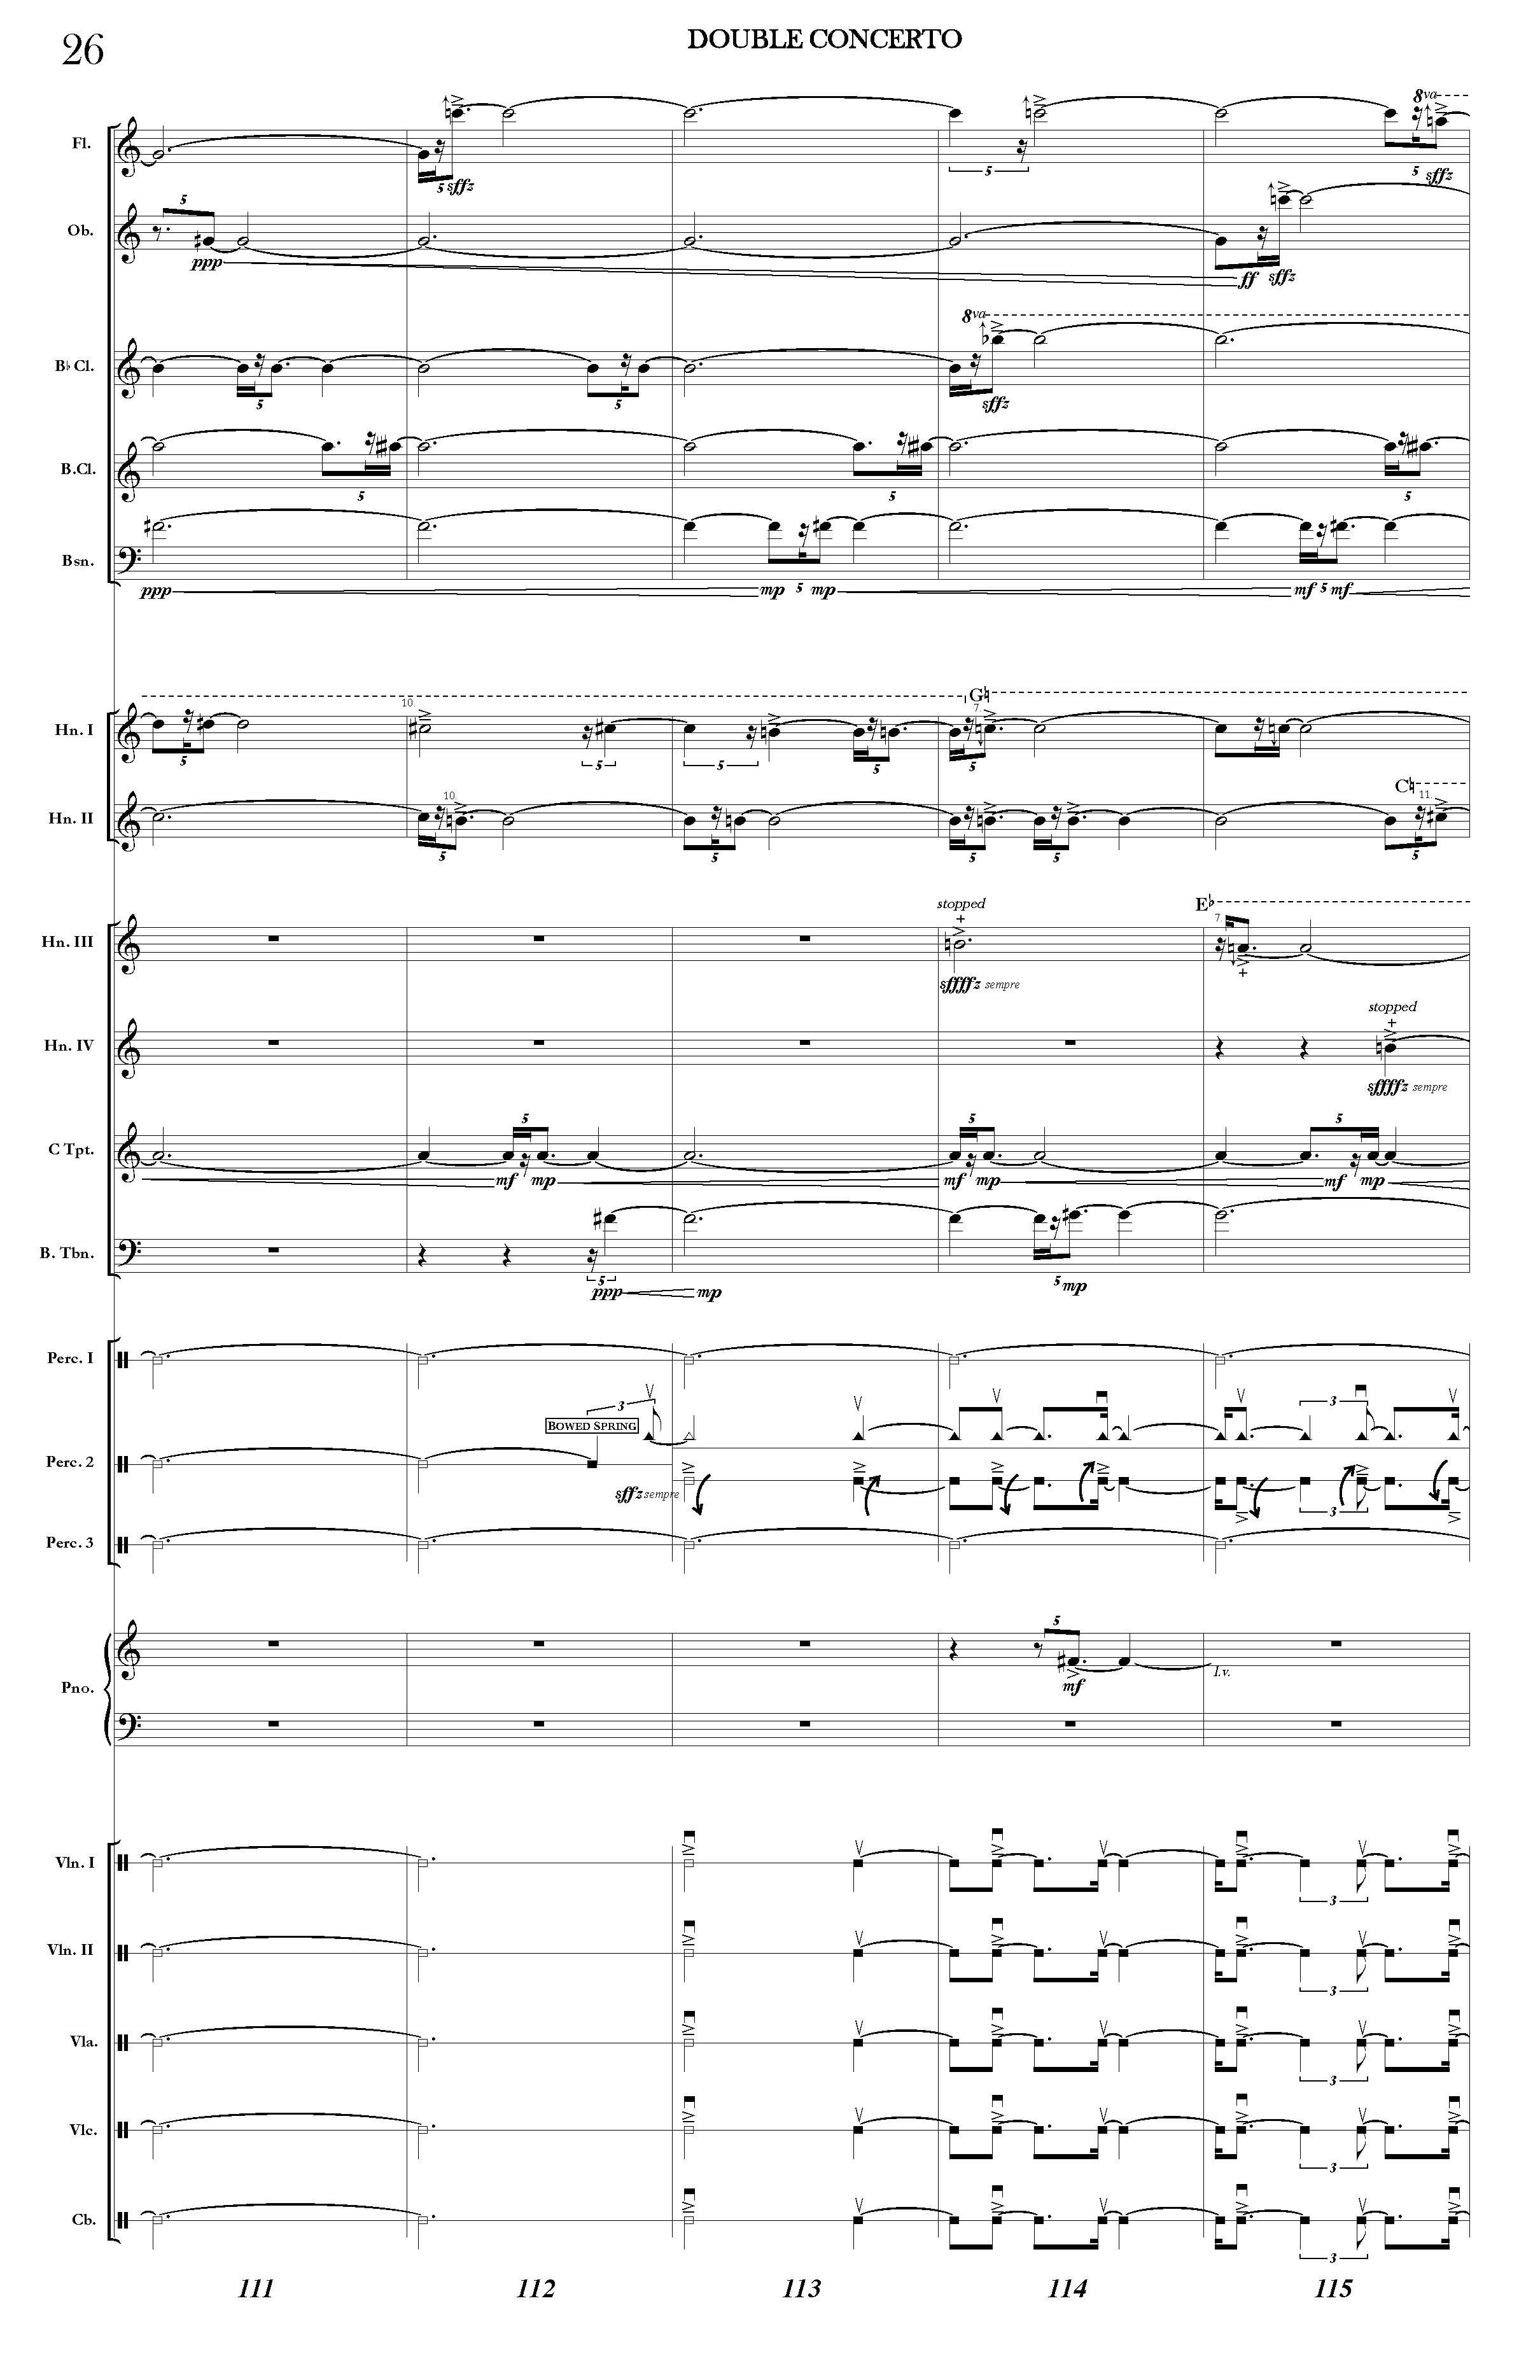 26
DOUBLE CONCERTO
8va
Fl.
5 sffz
5
5 sffz
5
Ob.
ppp
ff sffz
8va
B♭ Cl.
5
5
sffz
B.Cl.
5
5
5
Bsn.
ppp
mp 5 mp
mf 5 mf
10.
G♮
7.
Hn. I
5
5
5
5
5
C♮
10.
11.
Hn. II
5
5
5
5
5
stopped
E♭
+
7.
Hn. III
+
sffffz sempre
stopped
+
Hn. IV
sffffz sempre
5
5
5
C Tpt.
mf mp
mf mp
mf mp
B. Tbn.
5
5 mp
ppp mp
Perc. I
3
3
BOWED SPRING
Perc. 2
sffz sempre
3
Perc. 3
5
l.v.
mf
Pno.
Vln. I
3
Vln. II
3
Vla.
3
Vlc.
3
Cb.
3
111 112 113 114 115